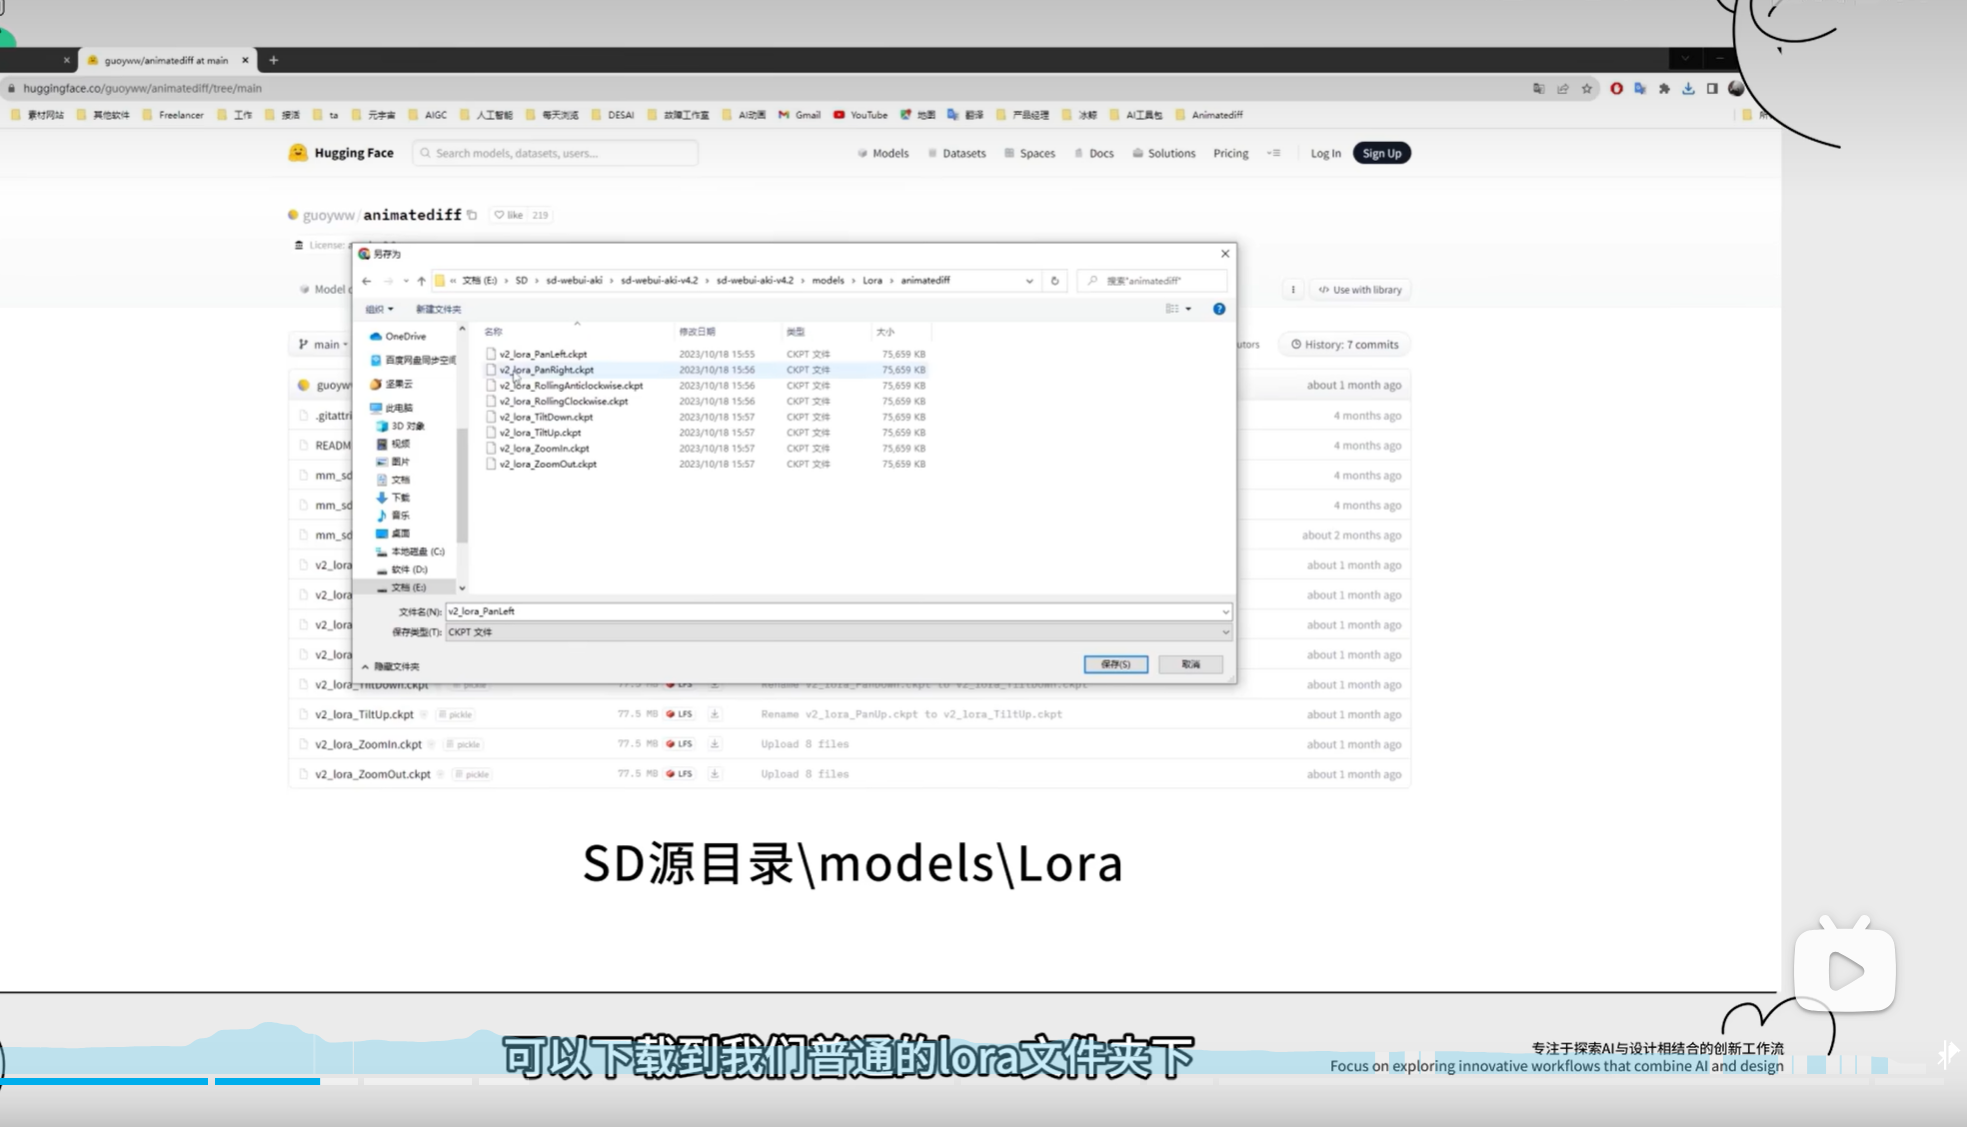 guoyww/animatediff at main
huggingface.co/guoyww/animatediff/tree/main
素材网站 其他软件 Freelancer 工作 接活 ta 元宇宙 AIGC 人工智能 每天浏览 DESAI 故障工作室 AI动画 Gmail YouTube 地图 翻译 产品经理 冰鲸 AI工具包 Animatediff
Hugging Face Search models, datasets, users... Models Datasets Spaces Docs Solutions Pricing Log In Sign Up
guoyww/animatediff like 219
License:
另存为
文档 (E:) › SD › sd-webui-aki › sd-webui-aki-v4.2 › sd-webui-aki-v4.2 › models › Lora › animatediff 搜索"animatediff"
Model Use with library
组织 新建文件夹
名称 修改日期 类型 大小
OneDrive
百度网盘同步空间
坚果云
此电脑
3D 对象
视频
图片
文档
下载
音乐
桌面
本地磁盘 (C:)
软件 (D:)
文档 (E:)
v2_lora_PanLeft.ckpt 2023/10/18 15:55 CKPT 文件 75,659 KB
v2_lora_PanRight.ckpt 2023/10/18 15:56 CKPT 文件 75,659 KB
v2_lora_RollingAnticlockwise.ckpt 2023/10/18 15:56 CKPT 文件 75,659 KB
v2_lora_RollingClockwise.ckpt 2023/10/18 15:56 CKPT 文件 75,659 KB
v2_lora_TiltDown.ckpt 2023/10/18 15:57 CKPT 文件 75,659 KB
v2_lora_TiltUp.ckpt 2023/10/18 15:57 CKPT 文件 75,659 KB
v2_lora_ZoomIn.ckpt 2023/10/18 15:57 CKPT 文件 75,659 KB
v2_lora_ZoomOut.ckpt 2023/10/18 15:57 CKPT 文件 75,659 KB
文件名(N): v2_lora_PanLeft
保存类型(T): CKPT 文件
隐藏文件夹 保存(S) 取消
main utors History: 7 commits
guoyw about 1 month ago
.gitattri 4 months ago
READM 4 months ago
mm_sd 4 months ago
mm_sd 4 months ago
mm_sd about 2 months ago
v2_lora about 1 month ago
v2_lora about 1 month ago
v2_lora about 1 month ago
v2_lora about 1 month ago
v2_lora_TiltDown.ckpt pickle 77.5 MB LFS Rename v2_lora_PanDown.ckpt to v2_lora_TiltDown.ckpt about 1 month ago
v2_lora_TiltUp.ckpt pickle 77.5 MB LFS Rename v2_lora_PanUp.ckpt to v2_lora_TiltUp.ckpt about 1 month ago
v2_lora_ZoomIn.ckpt pickle 77.5 MB LFS Upload 8 files about 1 month ago
v2_lora_ZoomOut.ckpt pickle 77.5 MB LFS Upload 8 files about 1 month ago
SD源目录\models\Lora
可以下载到我们普通的lora文件夹下
专注于探索AI与设计相结合的创新工作流
Focus on exploring innovative workflows that combine AI and design